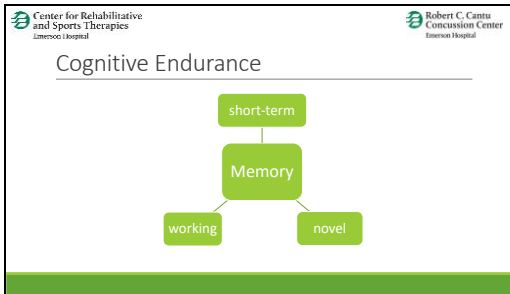 Center for Rehabilitative
and Sports Therapies
Emerson Hospital
Robert C. Cantu
Concussion Center
Emerson Hospital
Cognitive Endurance
short-term
Memory
working
novel